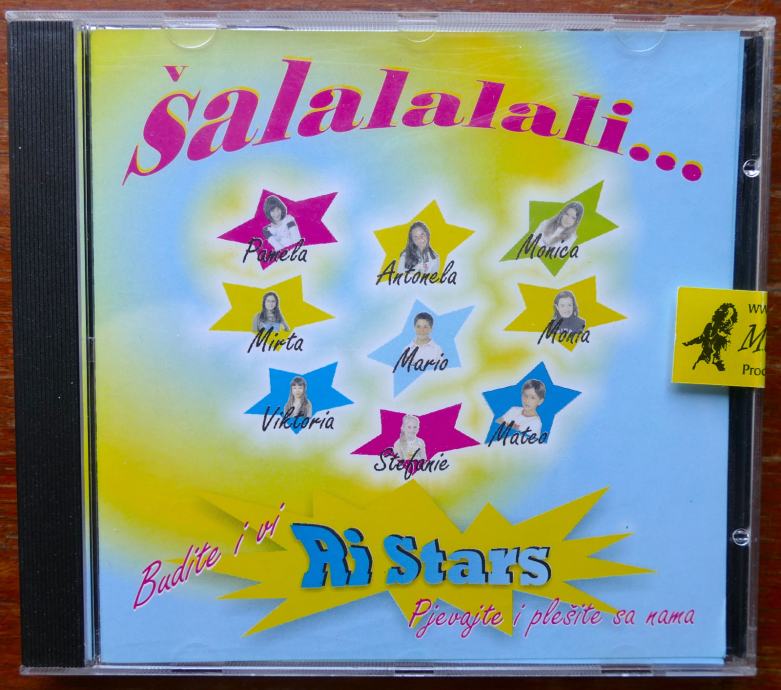 Šalalalali...
Pamela
Antonela
Monica
Mirta
Mario
Monia
Viktoria
Stefanie
Mateo
Budite i vi
Ri Stars
Pjevajte i plešite sa nama